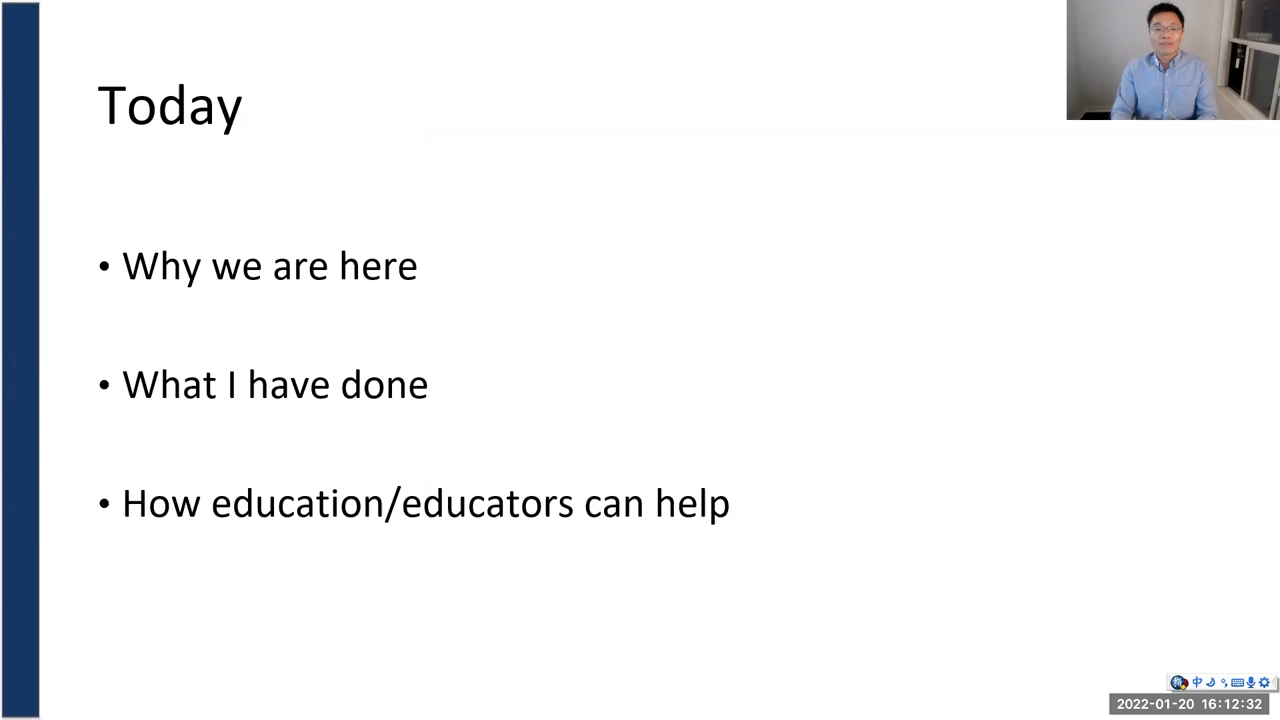 Today
• Why we are here
• What I have done
• How education/educators can help
中
2022-01-20 16:12:32